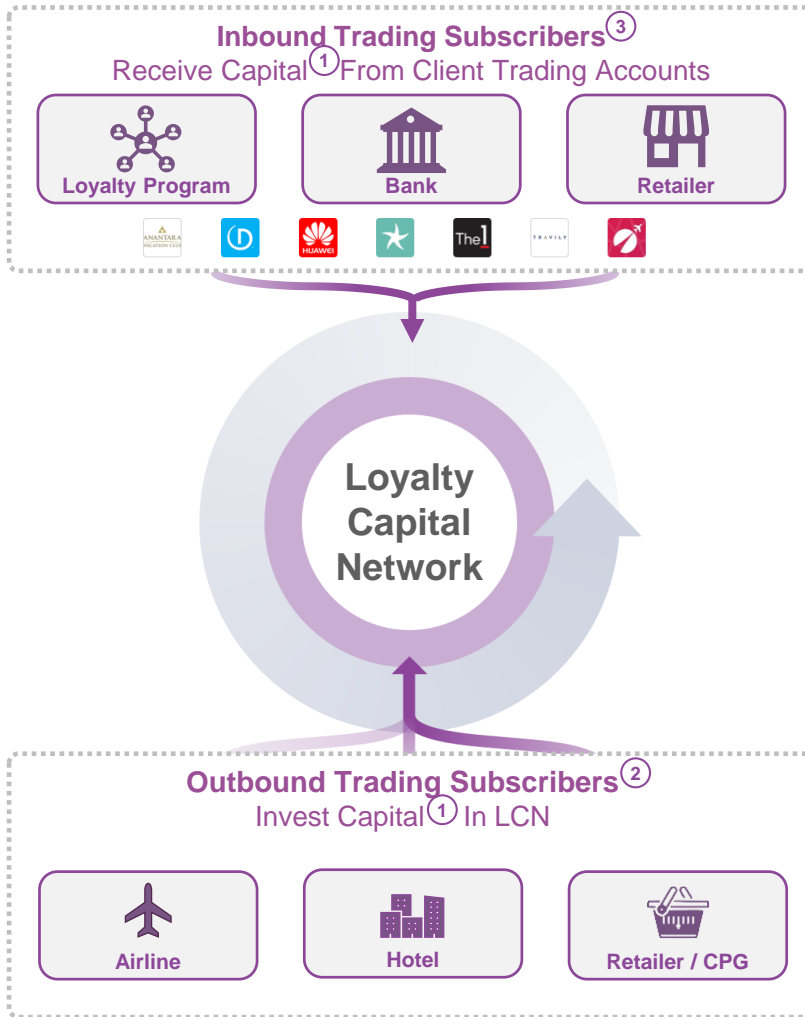 Inbound Trading Subscribers 3
Receive Capital 1 From Client Trading Accounts
Loyalty Program
Bank
Retailer
ANANTARA
VACATION CLUB
HUAWEI
The1
TRAVILY
Loyalty
Capital
Network
Outbound Trading Subscribers 2
Invest Capital 1 In LCN
Airline
Hotel
Retailer / CPG